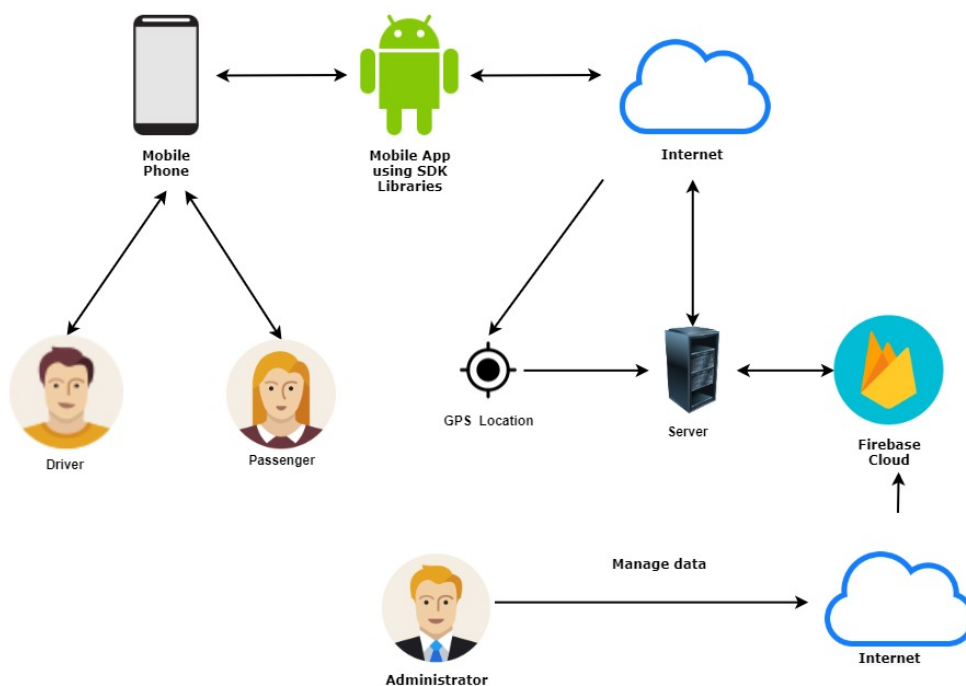 Mobile
Phone
Mobile App
using SDK
Libraries
Internet
Driver
Passenger
GPS Location
Server
Firebase
Cloud
Manage data
Administrator
Internet